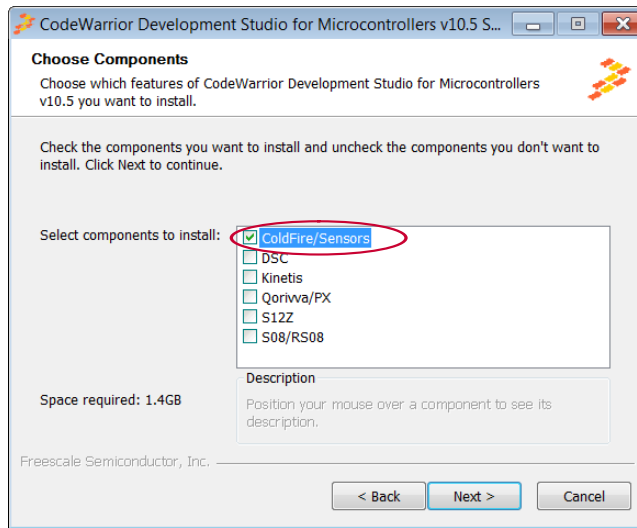 CodeWarrior Development Studio for Microcontrollers v10.5 S...
Choose Components
Choose which features of CodeWarrior Development Studio for Microcontrollers
v10.5 you want to install.
Check the components you want to install and uncheck the components you don't want to
install. Click Next to continue.
Select components to install:
ColdFire/Sensors
DSC
Kinetis
Qorivva/PX
S12Z
S08/RS08
Space required: 1.4GB
Description
Position your mouse over a component to see its
description.
Freescale Semiconductor, Inc.
< Back
Next >
Cancel